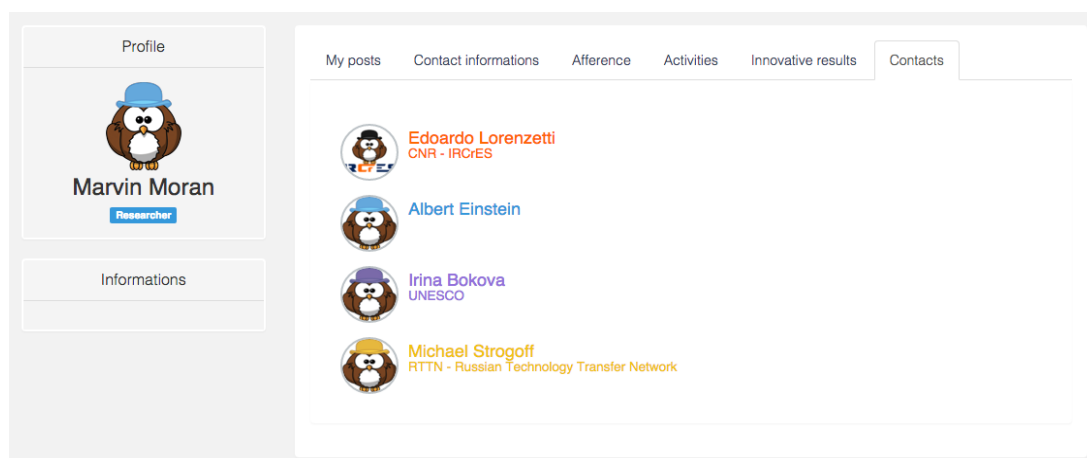 Profile
Marvin Moran
Researcher
Informations
My posts Contact informations Afference Activities Innovative results Contacts
Edoardo Lorenzetti
CNR - IRCrES
Albert Einstein
Irina Bokova
UNESCO
Michael Strogoff
RTTN - Russian Technology Transfer Network